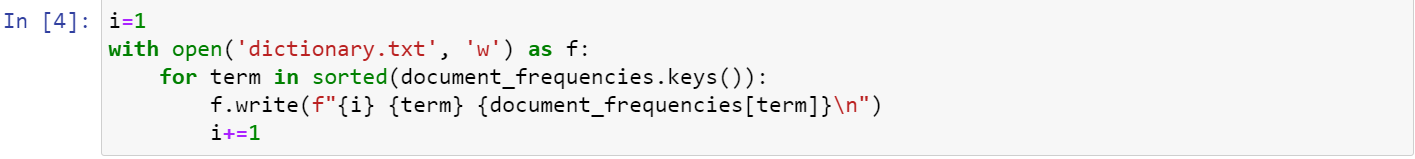 In [4]: i=1
with open('dictionary.txt', 'w') as f:
    for term in sorted(document_frequencies.keys()):
        f.write(f"{i} {term} {document_frequencies[term]}\n")
        i+=1